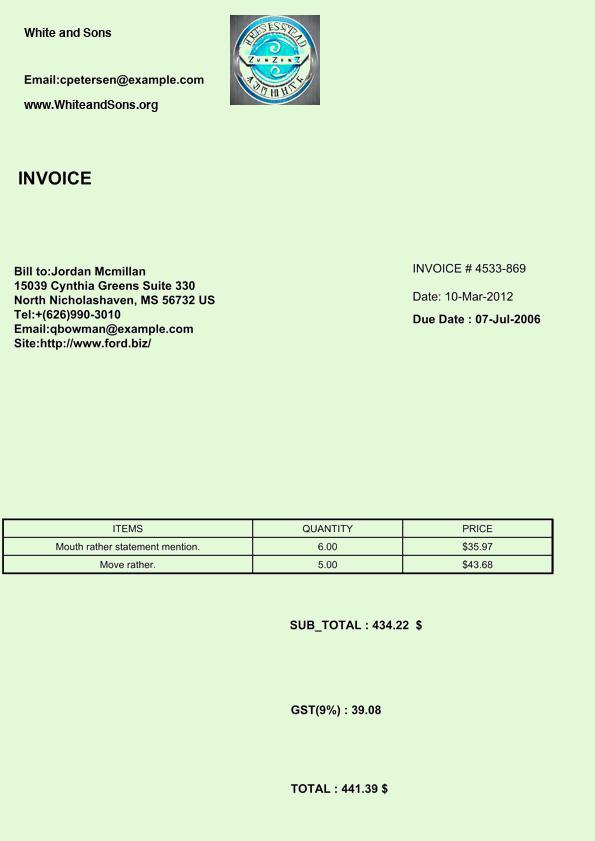 White and Sons
Email:cpetersen@example.com
www.WhiteandSons.org
INVOICE
Bill to:Jordan Mcmillan
15039 Cynthia Greens Suite 330
North Nicholashaven, MS 56732 US
Tel:+(626)990-3010
Email:qbowman@example.com
Site:http://www.ford.biz/
INVOICE # 4533-869
Date: 10-Mar-2012
Due Date : 07-Jul-2006
ITEMS QUANTITY PRICE
Mouth rather statement mention. 6.00 $35.97
Move rather. 5.00 $43.68
SUB_TOTAL : 434.22 $
GST(9%) : 39.08
TOTAL : 441.39 $